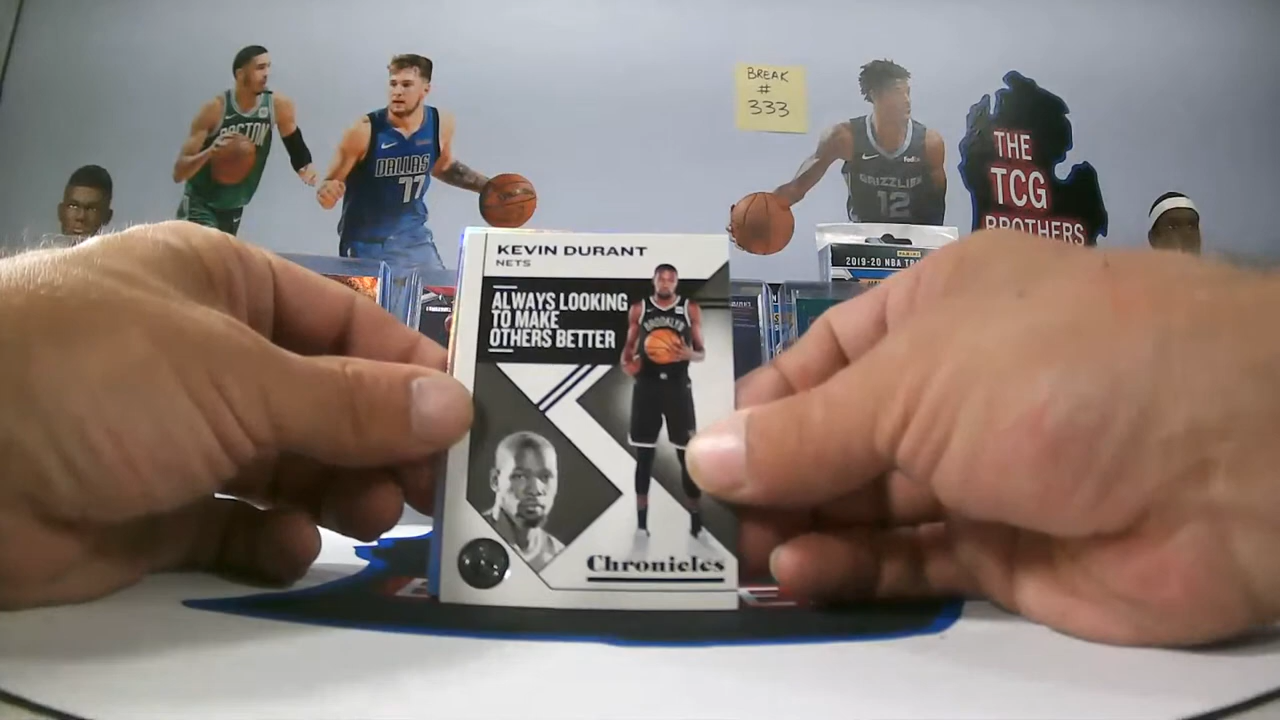 BREAK
#
333
THE
TCG
BROTHERS
BOSTON
DALLAS
77
GRIZZLIES
12
PANINI
2019-20 NBA
KEVIN DURANT
NETS
ALWAYS LOOKING
TO MAKE
OTHERS BETTER
BROOKLYN
Chronicles